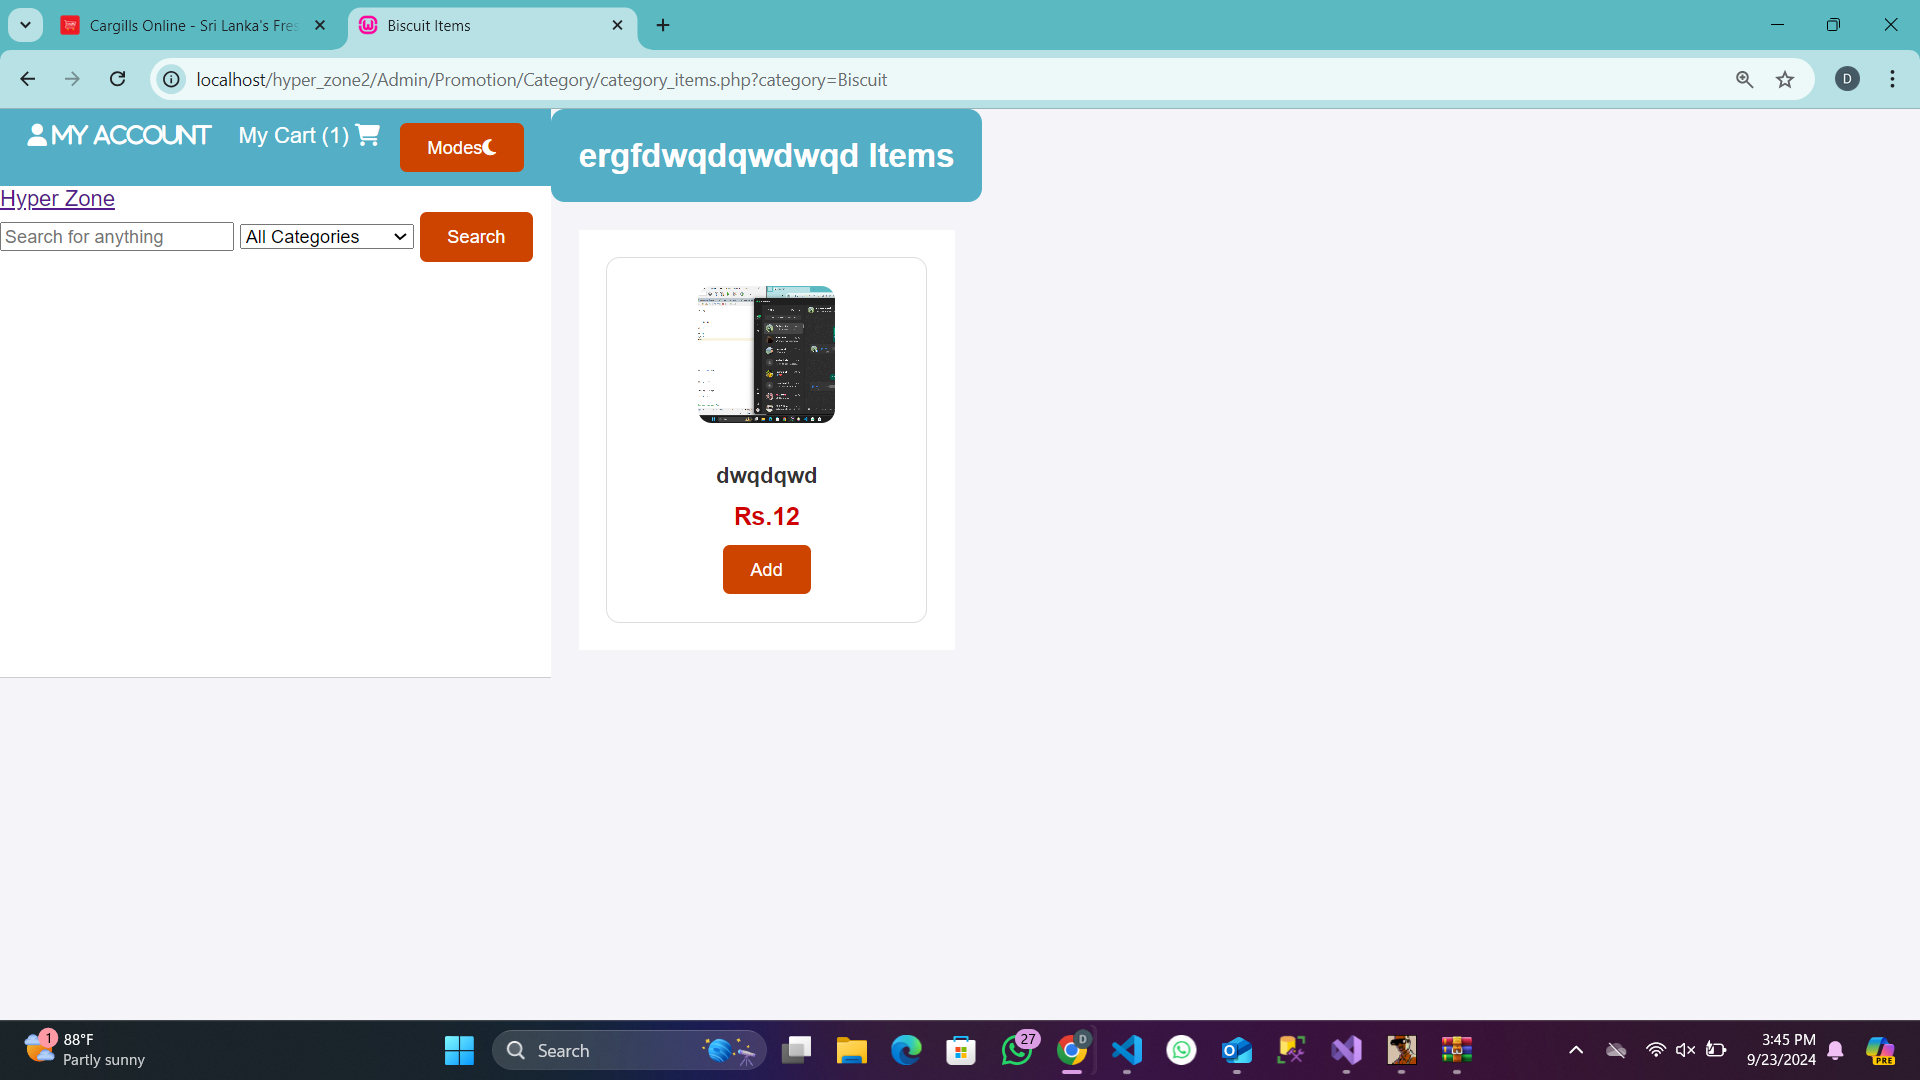 Cargills Online - Sri Lanka's Fres
Biscuit Items
localhost/hyper_zone2/Admin/Promotion/Category/category_items.php?category=Biscuit
D
MY ACCOUNT
My Cart (1)
Modes
ergfdwqdqwdwqd Items
Hyper Zone
Search for anything
All Categories
Search
dwqdqwd
Rs.12
Add
1
88°F
Partly sunny
Search
27
D
PRE
3:45 PM
9/23/2024